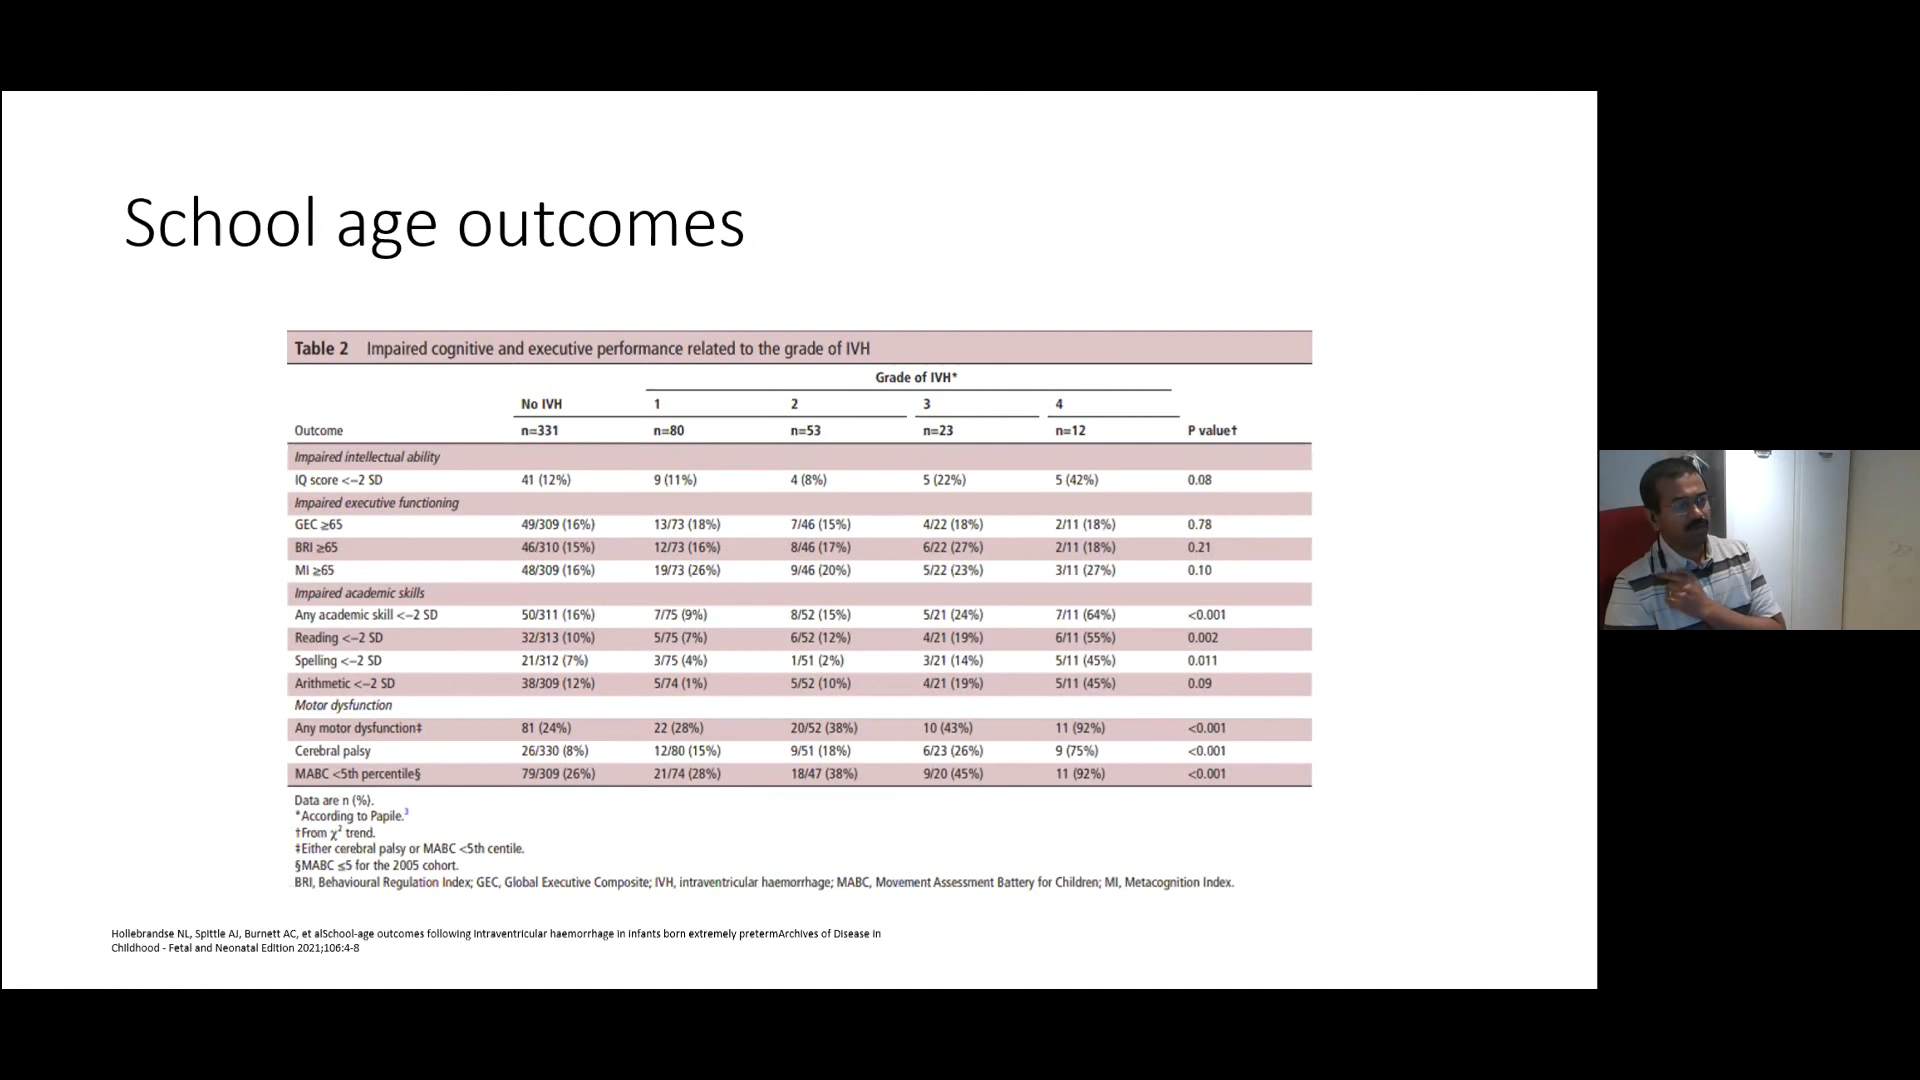 School age outcomes
Table 2 Impaired cognitive and executive performance related to the grade of IVH
Grade of IVH*
No IVH 1 2 3 4
Outcome n=331 n=80 n=53 n=23 n=12 P value†
Impaired intellectual ability
IQ score <−2 SD 41 (12%) 9 (11%) 4 (8%) 5 (22%) 5 (42%) 0.08
Impaired executive functioning
GEC ≥65 49/309 (16%) 13/73 (18%) 7/46 (15%) 4/22 (18%) 2/11 (18%) 0.78
BRI ≥65 46/310 (15%) 12/73 (16%) 8/46 (17%) 6/22 (27%) 2/11 (18%) 0.21
MI ≥65 48/309 (16%) 19/73 (26%) 9/46 (20%) 5/22 (23%) 3/11 (27%) 0.10
Impaired academic skills
Any academic skill <−2 SD 50/311 (16%) 7/75 (9%) 8/52 (15%) 5/21 (24%) 7/11 (64%) <0.001
Reading <−2 SD 32/313 (10%) 5/75 (7%) 6/52 (12%) 4/21 (19%) 6/11 (55%) 0.002
Spelling <−2 SD 21/312 (7%) 3/75 (4%) 1/51 (2%) 3/21 (14%) 5/11 (45%) 0.011
Arithmetic <−2 SD 38/309 (12%) 5/74 (1%) 5/52 (10%) 4/21 (19%) 5/11 (45%) 0.09
Motor dysfunction
Any motor dysfunction‡ 81 (24%) 22 (28%) 20/52 (38%) 10 (43%) 11 (92%) <0.001
Cerebral palsy 26/330 (8%) 12/80 (15%) 9/51 (18%) 6/23 (26%) 9 (75%) <0.001
MABC <5th percentile§ 79/309 (26%) 21/74 (28%) 18/47 (38%) 9/20 (45%) 11 (92%) <0.001
Data are n (%).
*According to Papile.3
†From χ2 trend.
‡Either cerebral palsy or MABC <5th centile.
§MABC ≤5 for the 2005 cohort.
BRI, Behavioural Regulation Index; GEC, Global Executive Composite; IVH, intraventricular haemorrhage; MABC, Movement Assessment Battery for Children; MI, Metacognition Index.
Hollebrandse NL, Spittle AJ, Burnett AC, et alSchool-age outcomes following intraventricular haemorrhage in infants born extremely pretermArchives of Disease in
Childhood - Fetal and Neonatal Edition 2021;106:4-8